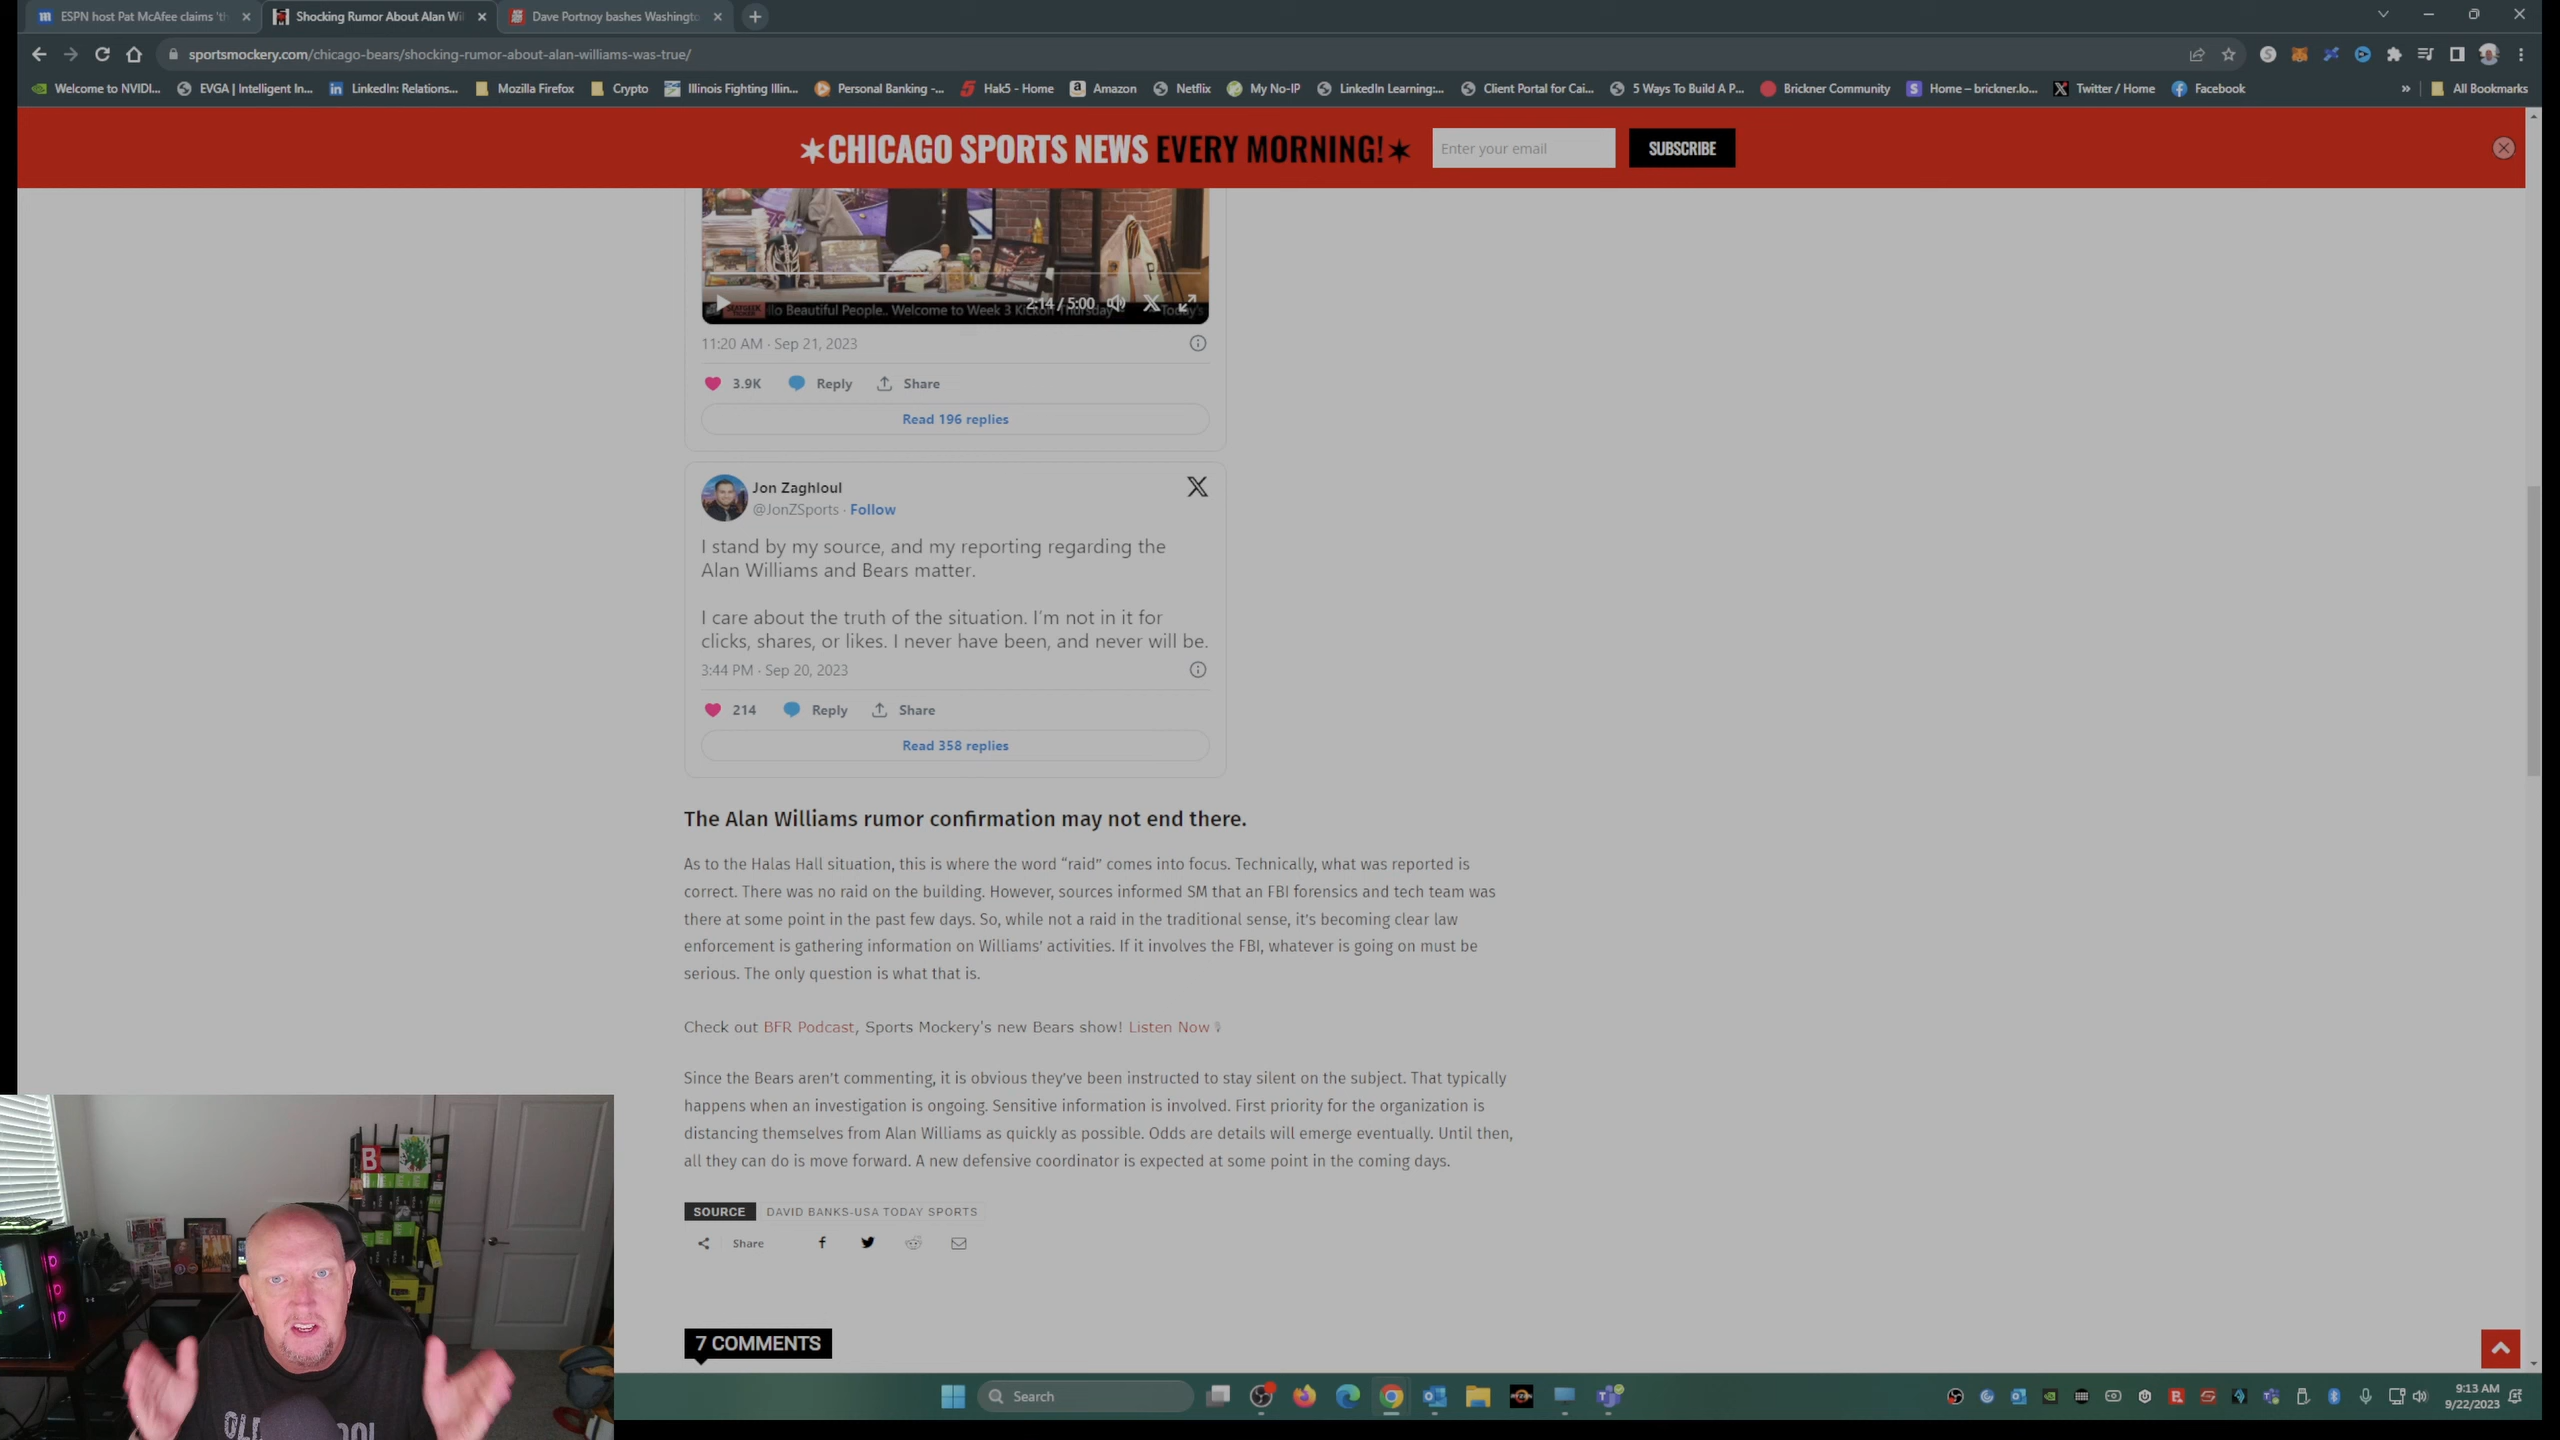 ESPN host Pat McAfee claims 'th
Shocking Rumor About Alan Wil
Dave Portnoy bashes Washingto
sportsmockery.com/chicago-bears/shocking-rumor-about-alan-williams-was-true/
Welcome to NVIDI...
EVGA | Intelligent In...
LinkedIn: Relations...
Mozilla Firefox
Crypto
Illinois Fighting Illin...
Personal Banking -...
Hak5 - Home
Amazon
Netflix
My No-IP
LinkedIn Learning:...
Client Portal for Cai...
5 Ways To Build A P...
Brickner Community
Home – brickner.lo...
Twitter / Home
Facebook
»
All Bookmarks
CHICAGO SPORTS NEWS EVERY MORNING!
Enter your email
SUBSCRIBE
2:14 / 5:00
llo Beautiful People.. Welcome to Week 3 Kickoff Thursday
Today's
11:20 AM · Sep 21, 2023
3.9K
Reply
Share
Read 196 replies
Jon Zaghloul
@JonZSports · Follow
I stand by my source, and my reporting regarding the
Alan Williams and Bears matter.
I care about the truth of the situation. I'm not in it for
clicks, shares, or likes. I never have been, and never will be.
3:44 PM · Sep 20, 2023
214
Reply
Share
Read 358 replies
The Alan Williams rumor confirmation may not end there.
As to the Halas Hall situation, this is where the word “raid” comes into focus. Technically, what was reported is
correct. There was no raid on the building. However, sources informed SM that an FBI forensics and tech team was
there at some point in the past few days. So, while not a raid in the traditional sense, it's becoming clear law
enforcement is gathering information on Williams' activities. If it involves the FBI, whatever is going on must be
serious. The only question is what that is.
Check out BFR Podcast, Sports Mockery's new Bears show! Listen Now
Since the Bears aren't commenting, it is obvious they've been instructed to stay silent on the subject. That typically
happens when an investigation is ongoing. Sensitive information is involved. First priority for the organization is
distancing themselves from Alan Williams as quickly as possible. Odds are details will emerge eventually. Until then,
all they can do is move forward. A new defensive coordinator is expected at some point in the coming days.
SOURCE
DAVID BANKS-USA TODAY SPORTS
Share
7 COMMENTS
B
OLD
OOL
Search
9:13 AM
9/22/2023